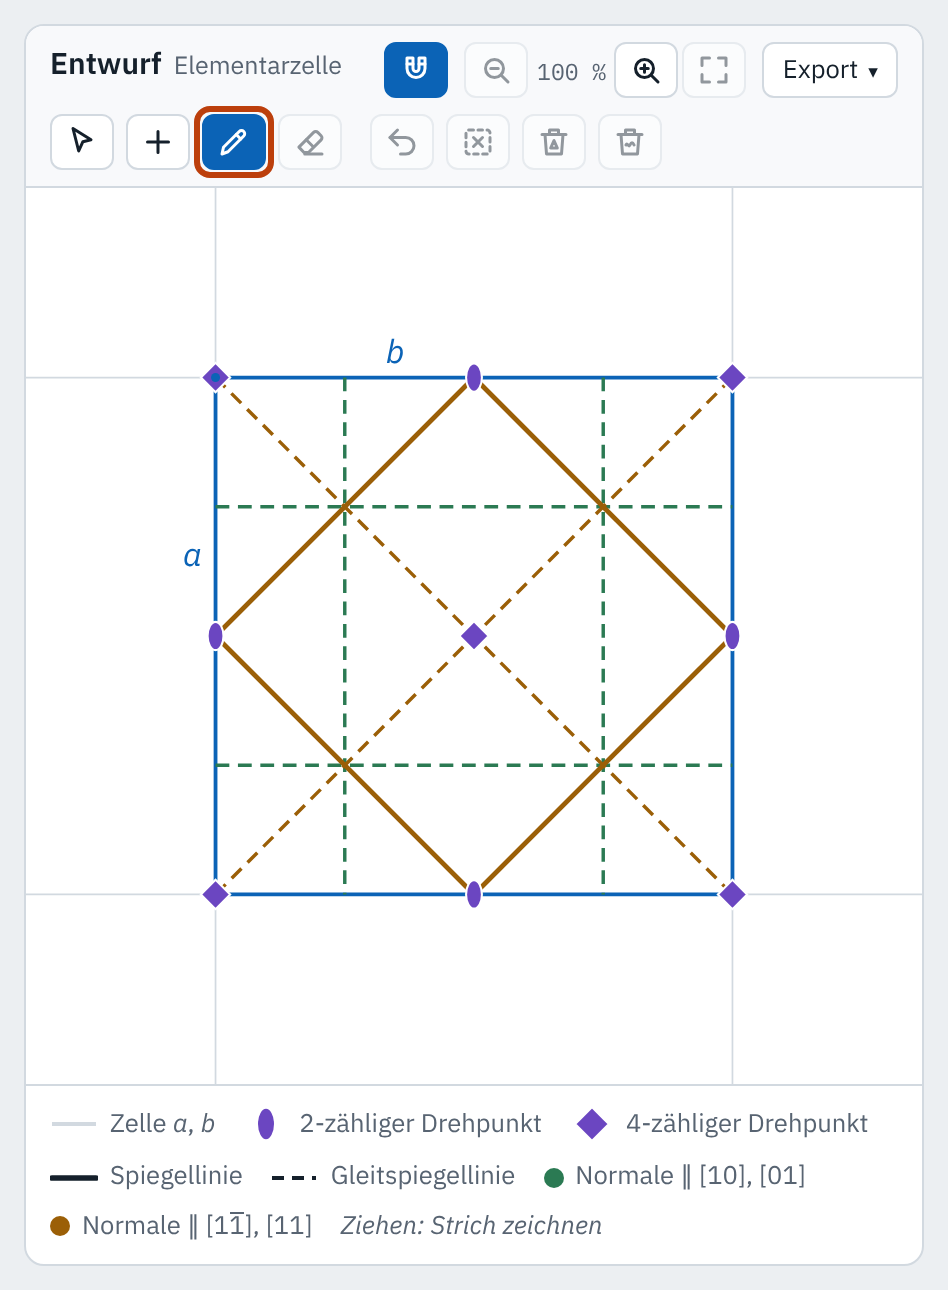 Entwurf Elementarzelle 100 % Export ▾
b
a
Zelle a, b 2-zähliger Drehpunkt 4-zähliger Drehpunkt
Spiegellinie Gleitspiegellinie Normale ∥ [10], [01]
Normale ∥ [11̅], [11] Ziehen: Strich zeichnen